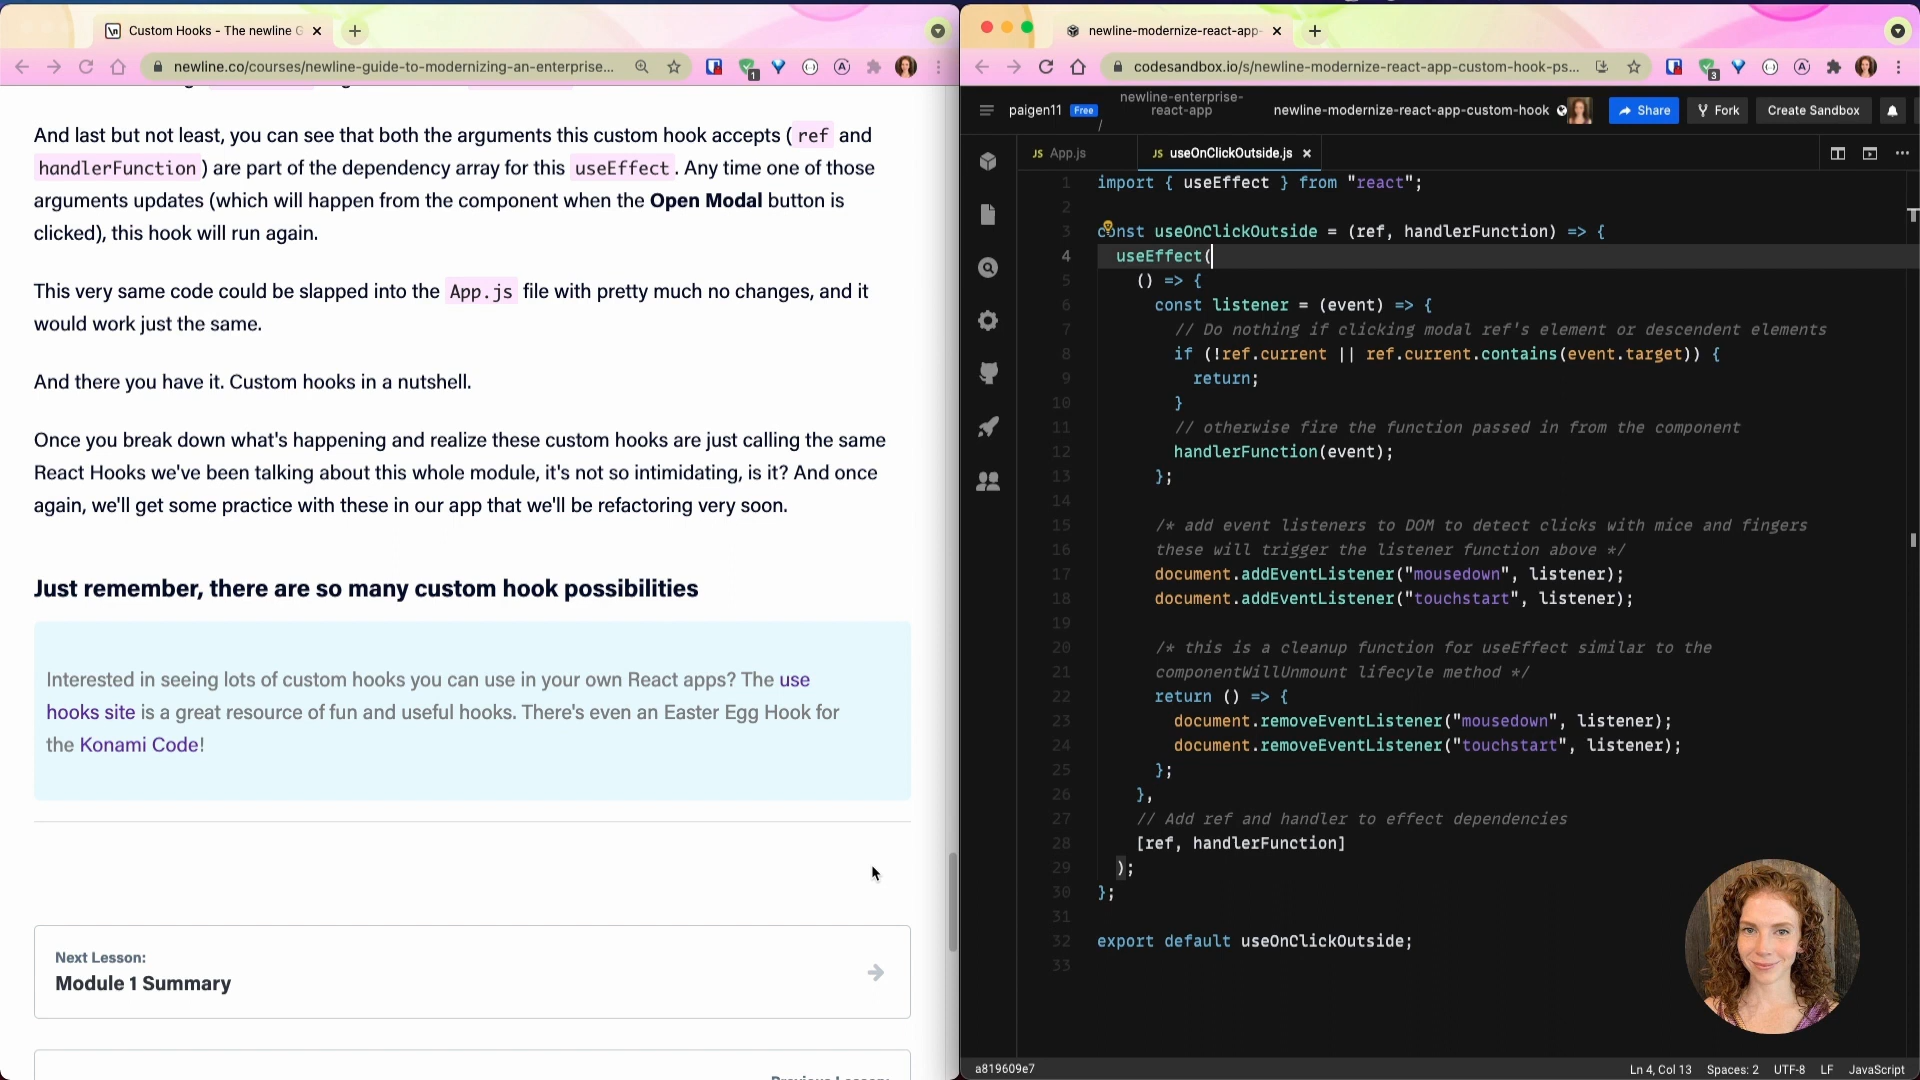 Custom Hooks - The newline G
newline.co/courses/newline-guide-to-modernizing-an-enterprise...
1
And last but not least, you can see that both the arguments this custom hook accepts ( ref and
handlerFunction ) are part of the dependency array for this useEffect . Any time one of those
arguments updates (which will happen from the component when the Open Modal button is
clicked), this hook will run again.
This very same code could be slapped into the App.js file with pretty much no changes, and it
would work just the same.
And there you have it. Custom hooks in a nutshell.
Once you break down what's happening and realize these custom hooks are just calling the same
React Hooks we've been talking about this whole module, it's not so intimidating, is it? And once
again, we'll get some practice with these in our app that we'll be refactoring very soon.
Just remember, there are so many custom hook possibilities
Interested in seeing lots of custom hooks you can use in your own React apps? The use
hooks site is a great resource of fun and useful hooks. There's even an Easter Egg Hook for
the Konami Code!
Next Lesson:
Module 1 Summary
newline-modernize-react-app-
codesandbox.io/s/newline-modernize-react-app-custom-hook-ps...
3
paigen11 Free
newline-enterprise-
react-app
/
newline-modernize-react-app-custom-hook
Share
Fork
Create Sandbox
JS App.js
JS useOnClickOutside.js
1 import { useEffect } from "react";
2
3 const useOnClickOutside = (ref, handlerFunction) => {
4 useEffect(
5 () => {
6 const listener = (event) => {
7 // Do nothing if clicking modal ref's element or descendent elements
8 if (!ref.current || ref.current.contains(event.target)) {
9 return;
10 }
11 // otherwise fire the function passed in from the component
12 handlerFunction(event);
13 };
14
15 /* add event listeners to DOM to detect clicks with mice and fingers
16 these will trigger the listener function above */
17 document.addEventListener("mousedown", listener);
18 document.addEventListener("touchstart", listener);
19
20 /* this is a cleanup function for useEffect similar to the
21 componentWillUnmount lifecyle method */
22 return () => {
23 document.removeEventListener("mousedown", listener);
24 document.removeEventListener("touchstart", listener);
25 };
26 },
27 // Add ref and handler to effect dependencies
28 [ref, handlerFunction]
29 );
30 };
31
32 export default useOnClickOutside;
33
a819609e7
Ln 4, Col 13 Spaces: 2 UTF-8 LF JavaScript